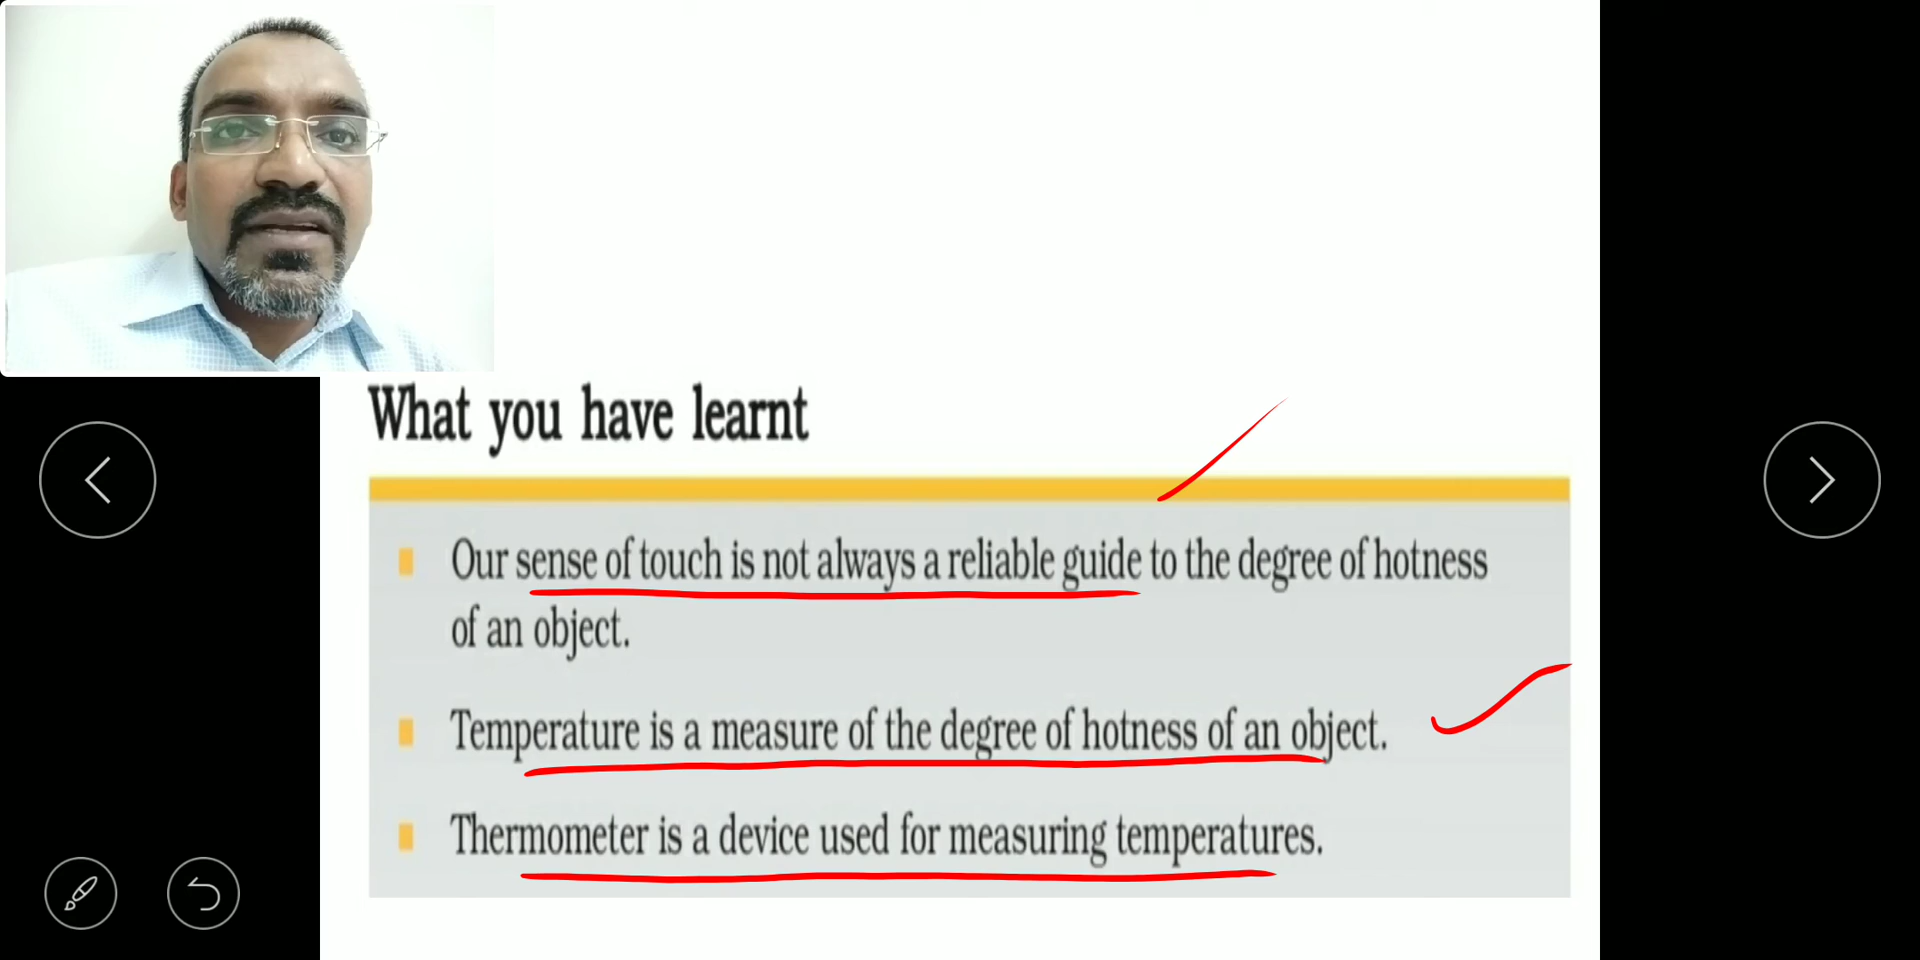 What you have learnt
Our sense of touch is not always a reliable guide to the degree of hotness
of an object.
Temperature is a measure of the degree of hotness of an object.
Thermometer is a device used for measuring temperatures.